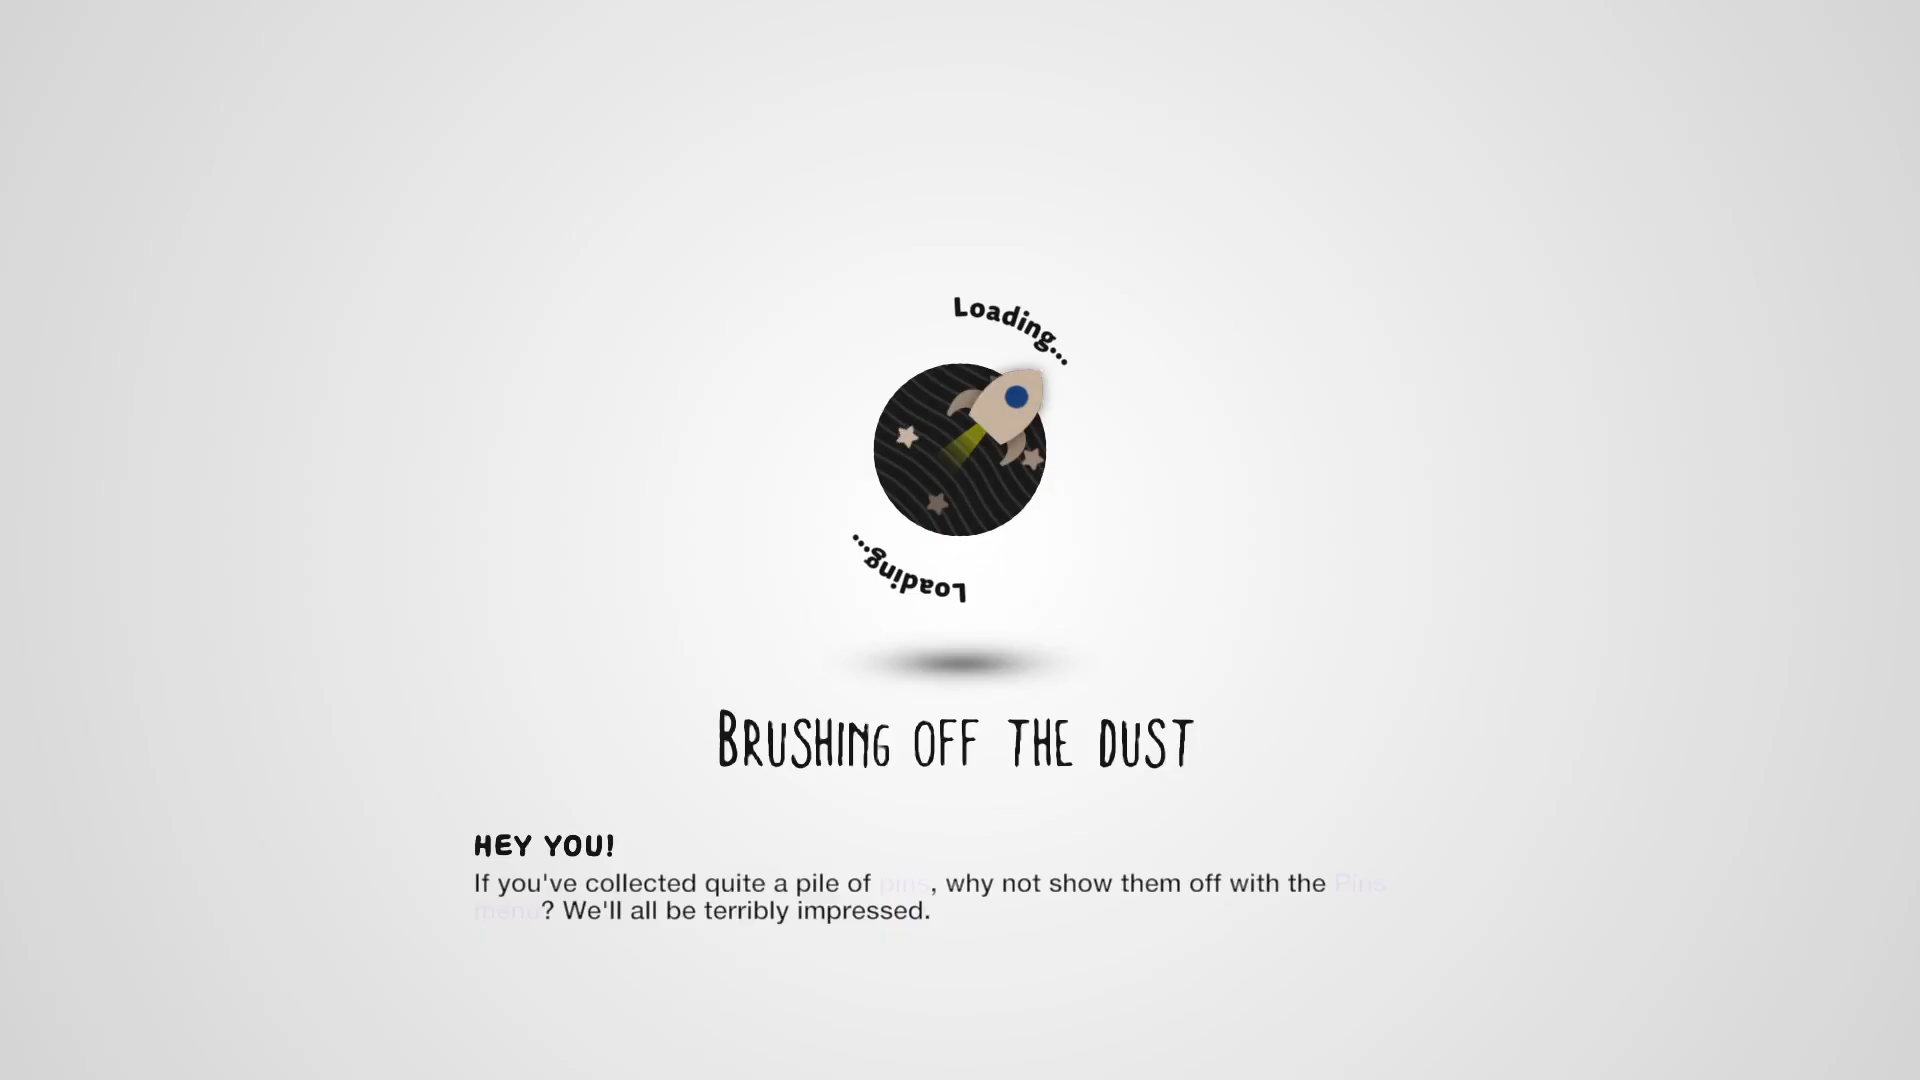 Loading...
Loading...
BRUSHING OFF THE DUST
HEY YOU!
If you've collected quite a pile of pins, why not show them off with the Pins
menu? We'll all be terribly impressed.